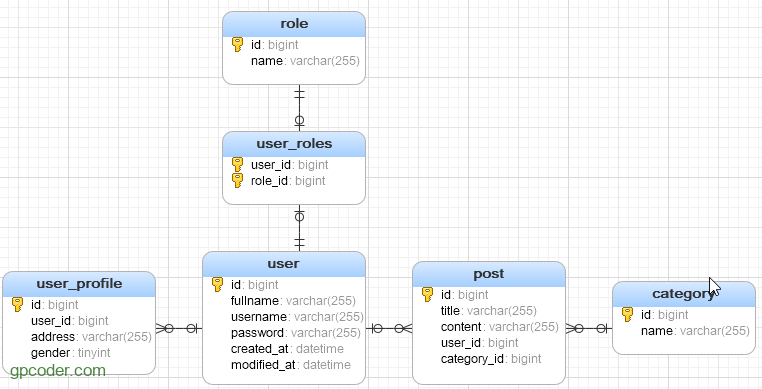 role
id: bigint
name: varchar(255)
user_roles
user_id: bigint
role_id: bigint
user_profile
id: bigint
user_id: bigint
address: varchar(255)
gender: tinyint
user
id: bigint
fullname: varchar(255)
username: varchar(255)
password: varchar(255)
created_at: datetime
modified_at: datetime
post
id: bigint
title: varchar(255)
content: varchar(255)
user_id: bigint
category_id: bigint
category
id: bigint
name: varchar(255)
gpcoder.com